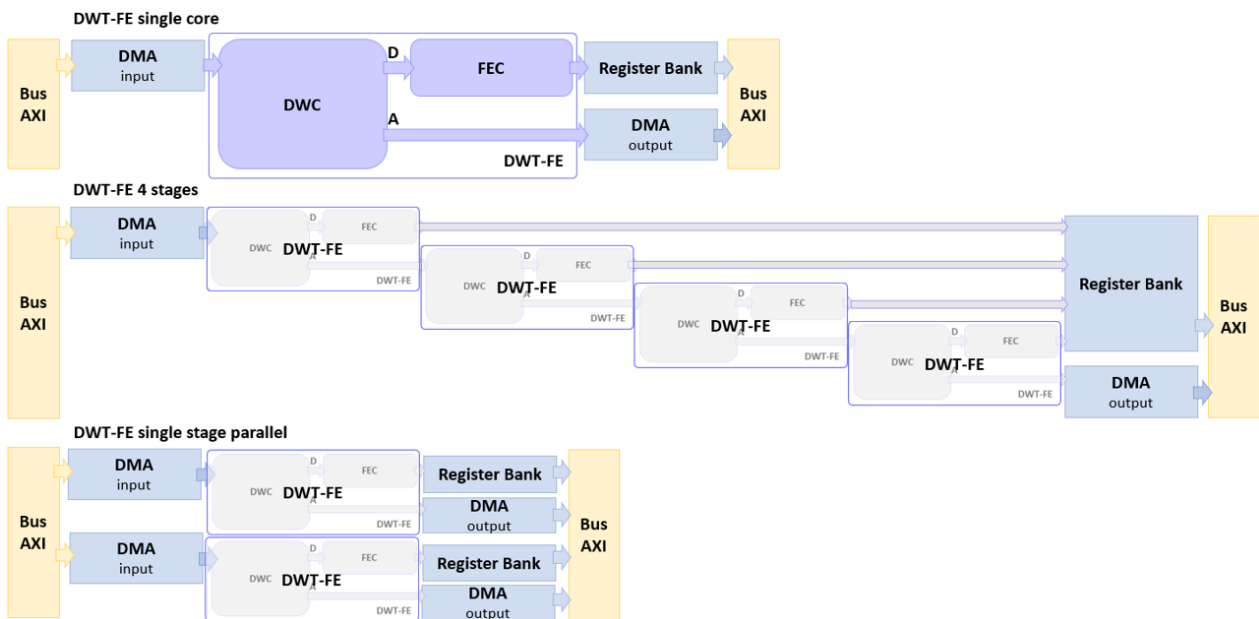 DWT-FE single core
Bus
AXI
DMA
input
DWC
D
FEC
A
DWT-FE
Register Bank
DMA
output
Bus
AXI
DWT-FE 4 stages
Bus
AXI
DMA
input
DWC
D
FEC
A
DWT-FE
DWT-FE
DWC
D
FEC
A
DWT-FE
DWT-FE
DWC
D
FEC
A
DWT-FE
DWT-FE
DWC
D
FEC
A
DWT-FE
DWT-FE
Register Bank
DMA
output
Bus
AXI
DWT-FE single stage parallel
Bus
AXI
DMA
input
DWC
D
FEC
A
DWT-FE
DWT-FE
Register Bank
DMA
output
DMA
input
DWC
D
FEC
A
DWT-FE
DWT-FE
Register Bank
DMA
output
Bus
AXI